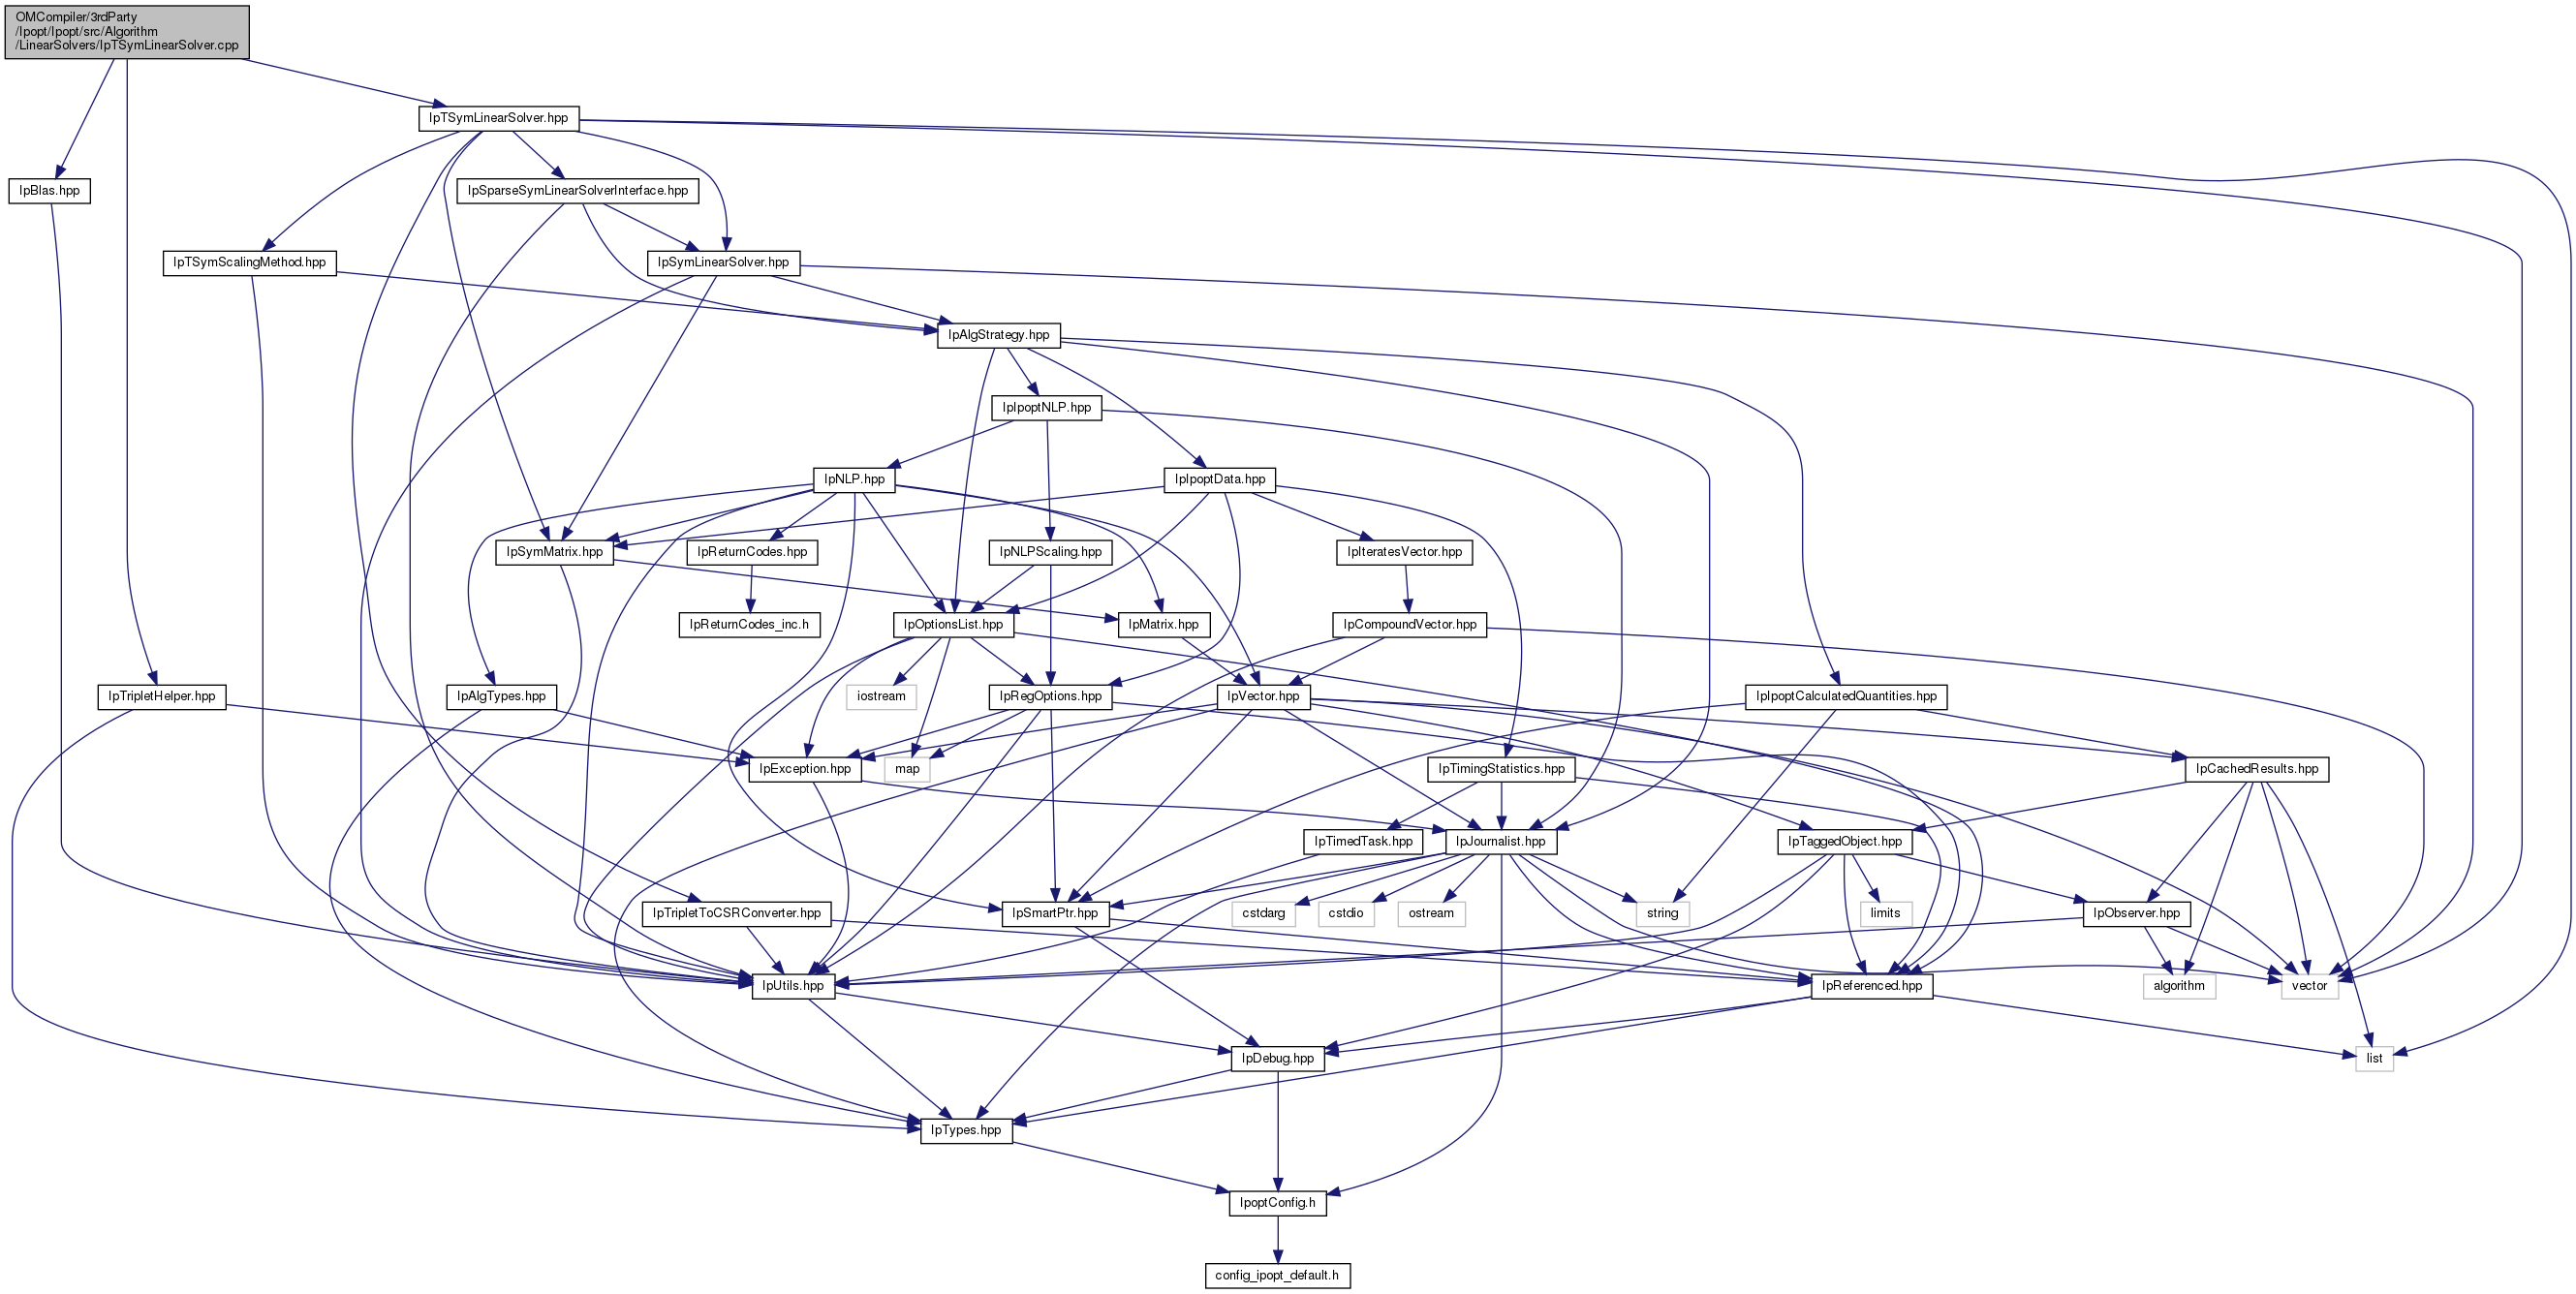 OMCompiler/3rdParty
/Ipopt/Ipopt/src/Algorithm
/LinearSolvers/IpTSymLinearSolver.cpp
IpTSymLinearSolver.hpp
IpBlas.hpp
IpSparseSymLinearSolverInterface.hpp
IpTSymScalingMethod.hpp
IpSymLinearSolver.hpp
IpAlgStrategy.hpp
IpIpoptNLP.hpp
IpNLP.hpp
IpIpoptData.hpp
IpSymMatrix.hpp
IpReturnCodes.hpp
IpNLPScaling.hpp
IpIteratesVector.hpp
IpReturnCodes_inc.h
IpOptionsList.hpp
IpMatrix.hpp
IpCompoundVector.hpp
IpTripletHelper.hpp
IpAlgTypes.hpp
iostream
IpRegOptions.hpp
IpVector.hpp
IpIpoptCalculatedQuantities.hpp
IpException.hpp
map
IpTimingStatistics.hpp
IpCachedResults.hpp
IpTimedTask.hpp
IpJournalist.hpp
IpTaggedObject.hpp
IpTripletToCSRConverter.hpp
IpSmartPtr.hpp
cstdarg
cstdio
ostream
string
limits
IpObserver.hpp
IpUtils.hpp
IpReferenced.hpp
algorithm
vector
IpDebug.hpp
list
IpTypes.hpp
IpoptConfig.h
config_ipopt_default.h